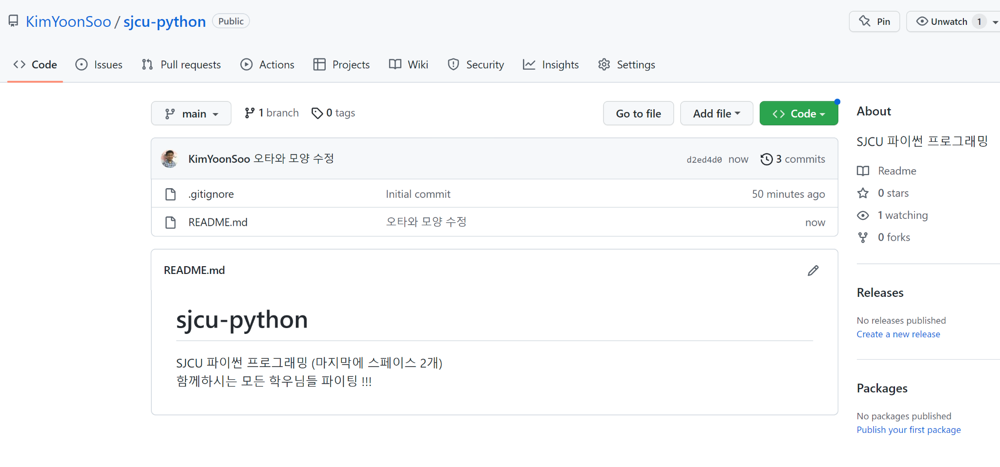 KimYoonSoo / sjcu-python Public
Pin
Unwatch 1
Code
Issues
Pull requests
Actions
Projects
Wiki
Security
Insights
Settings
main
1 branch
0 tags
Go to file
Add file
Code
KimYoonSoo 오타와 모양 수정 d2ed4d0 now 3 commits
.gitignore Initial commit 50 minutes ago
README.md 오타와 모양 수정 now
README.md
sjcu-python
SJCU 파이썬 프로그래밍 (마지막에 스페이스 2개)
함께하시는 모든 학우님들 파이팅 !!!
About
SJCU 파이썬 프로그래밍
Readme
0 stars
1 watching
0 forks
Releases
No releases published
Create a new release
Packages
No packages published
Publish your first package